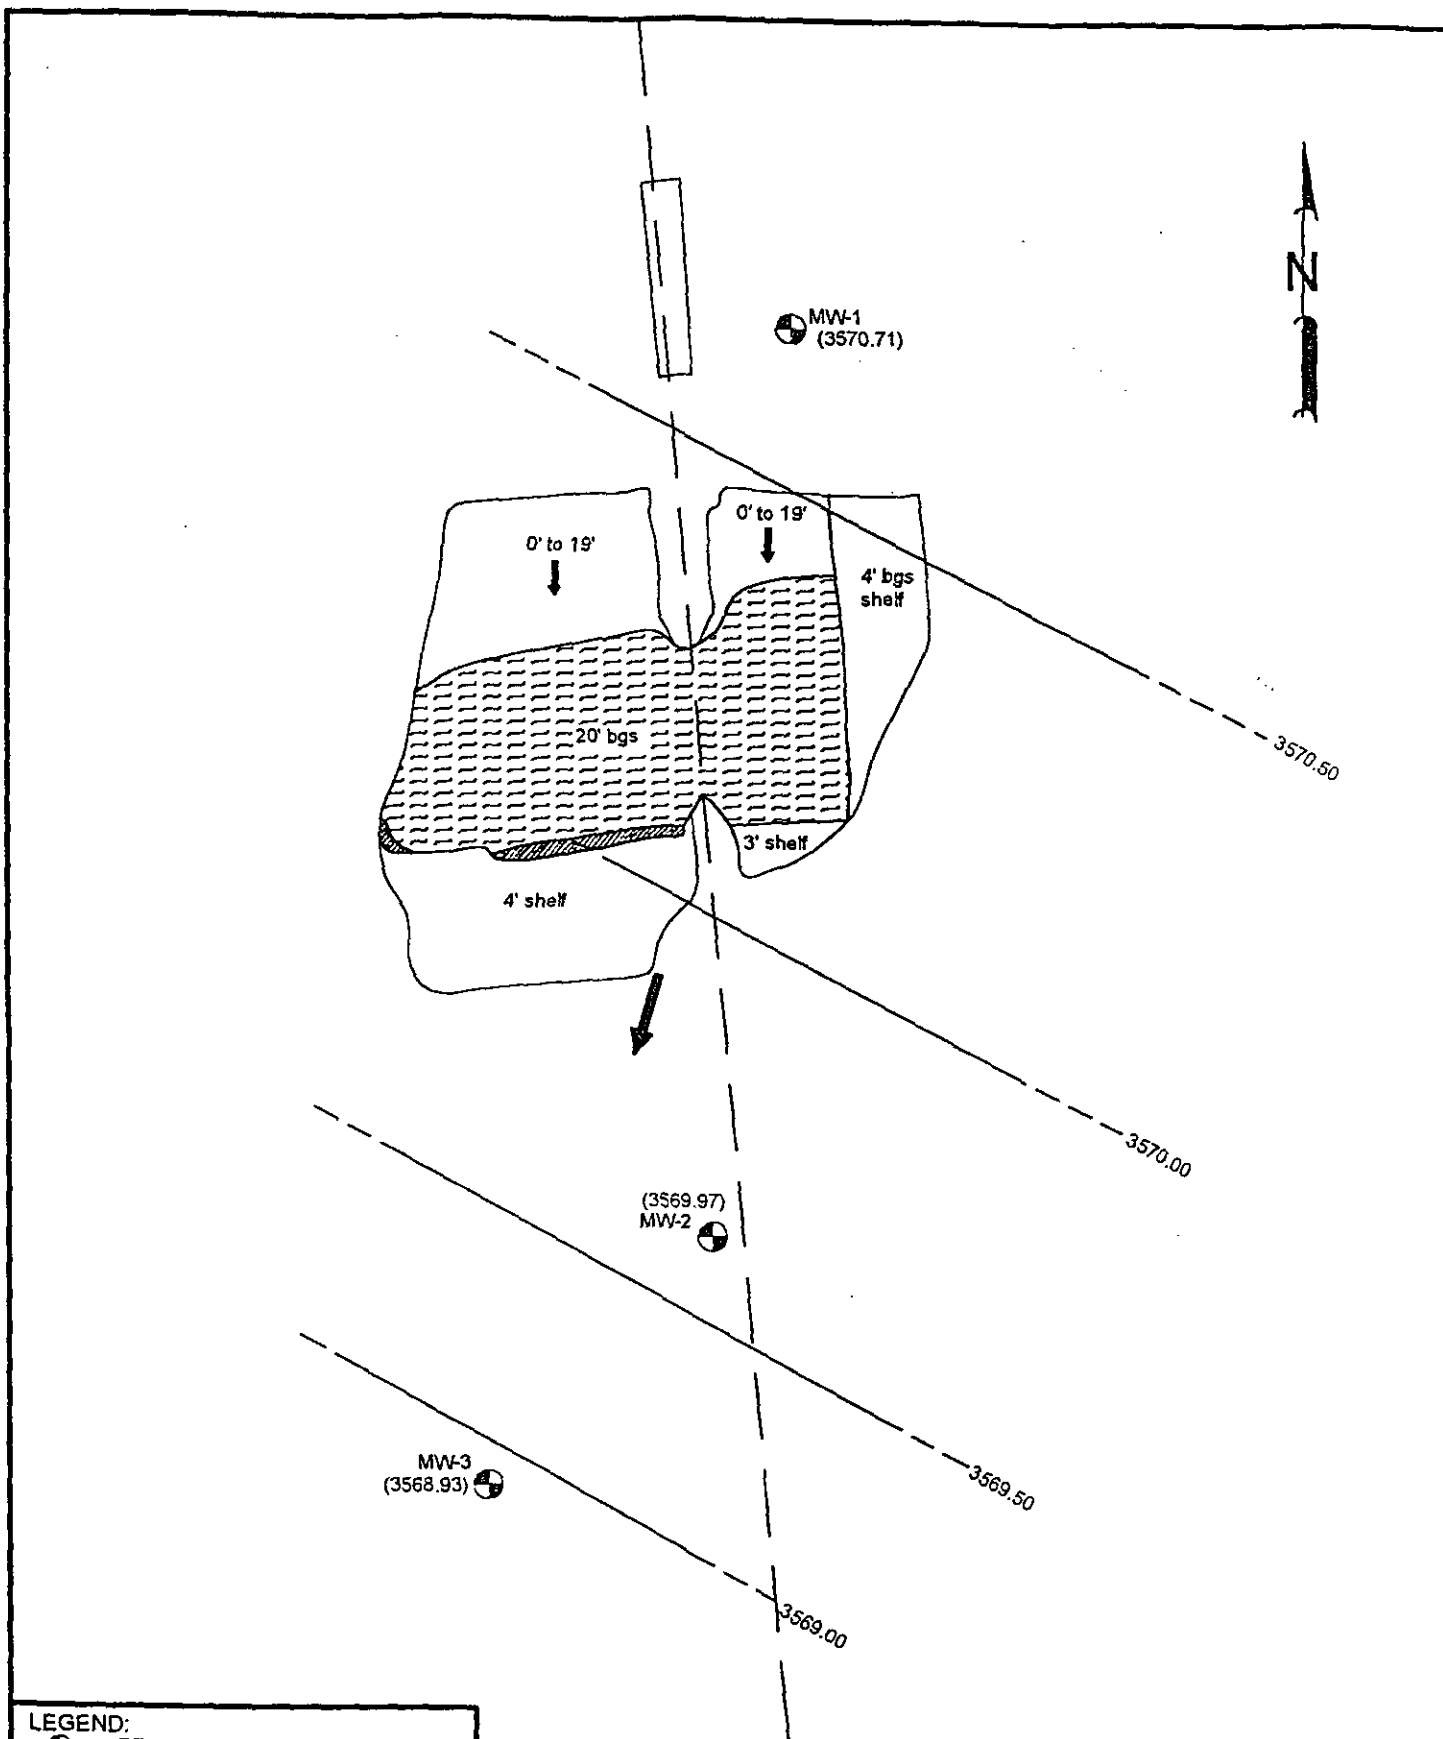 N
MW-1
(3570.71)
0' to 19'
0' to 19'
4' bgs
shelf
20' bgs
3570.50
3' shelf
4' shelf
3570.00
(3569.97)
MW-2
MW-3
(3568.93)
3569.50
3569.00
LEGEND: